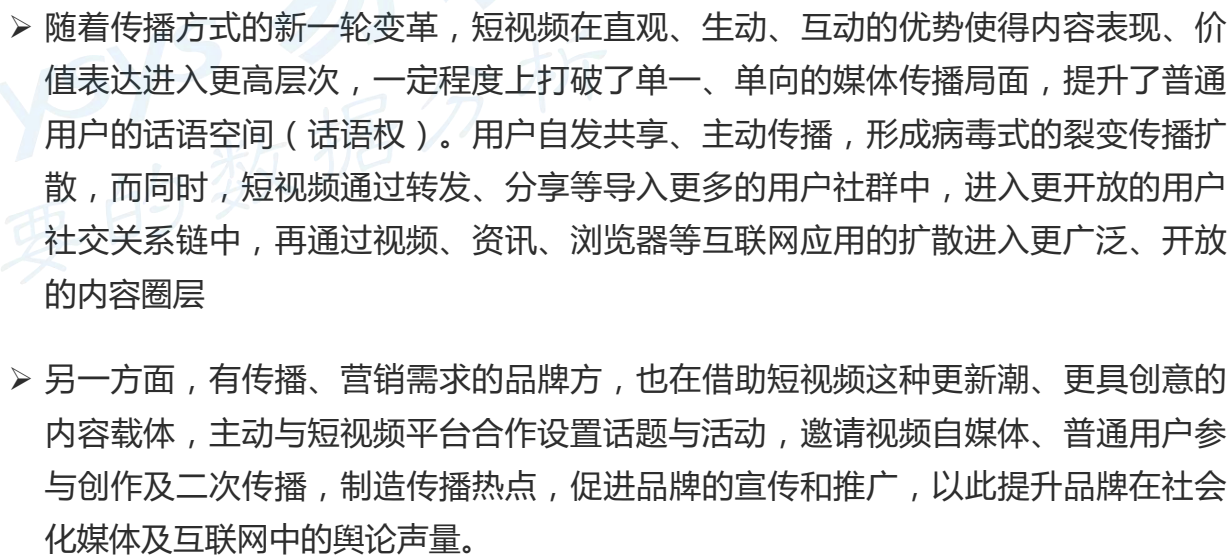 ➢ 随着传播方式的新一轮变革，短视频在直观、生动、互动的优势使得内容表现、价
值表达进入更高层次，一定程度上打破了单一、单向的媒体传播局面，提升了普通
用户的话语空间（话语权）。用户自发共享、主动传播，形成病毒式的裂变传播扩
散，而同时，短视频通过转发、分享等导入更多的用户社群中，进入更开放的用户
社交关系链中，再通过视频、资讯、浏览器等互联网应用的扩散进入更广泛、开放
的内容圈层
➢ 另一方面，有传播、营销需求的品牌方，也在借助短视频这种更新潮、更具创意的
内容载体，主动与短视频平台合作设置话题与活动，邀请视频自媒体、普通用户参
与创作及二次传播，制造传播热点，促进品牌的宣传和推广，以此提升品牌在社会
化媒体及互联网中的舆论声量。
要的数据分析